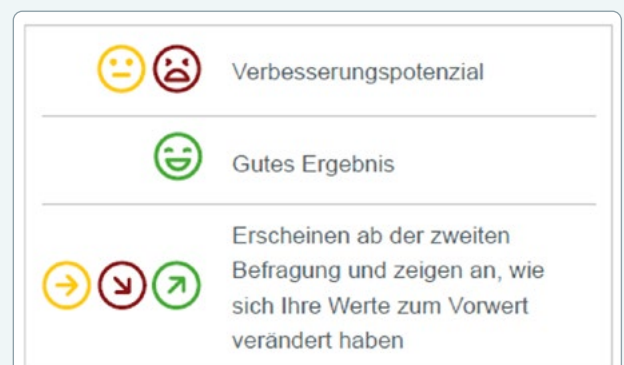 Verbesserungspotenzial
Gutes Ergebnis
Erscheinen ab der zweiten
Befragung und zeigen an, wie
sich Ihre Werte zum Vorwert
verändert haben